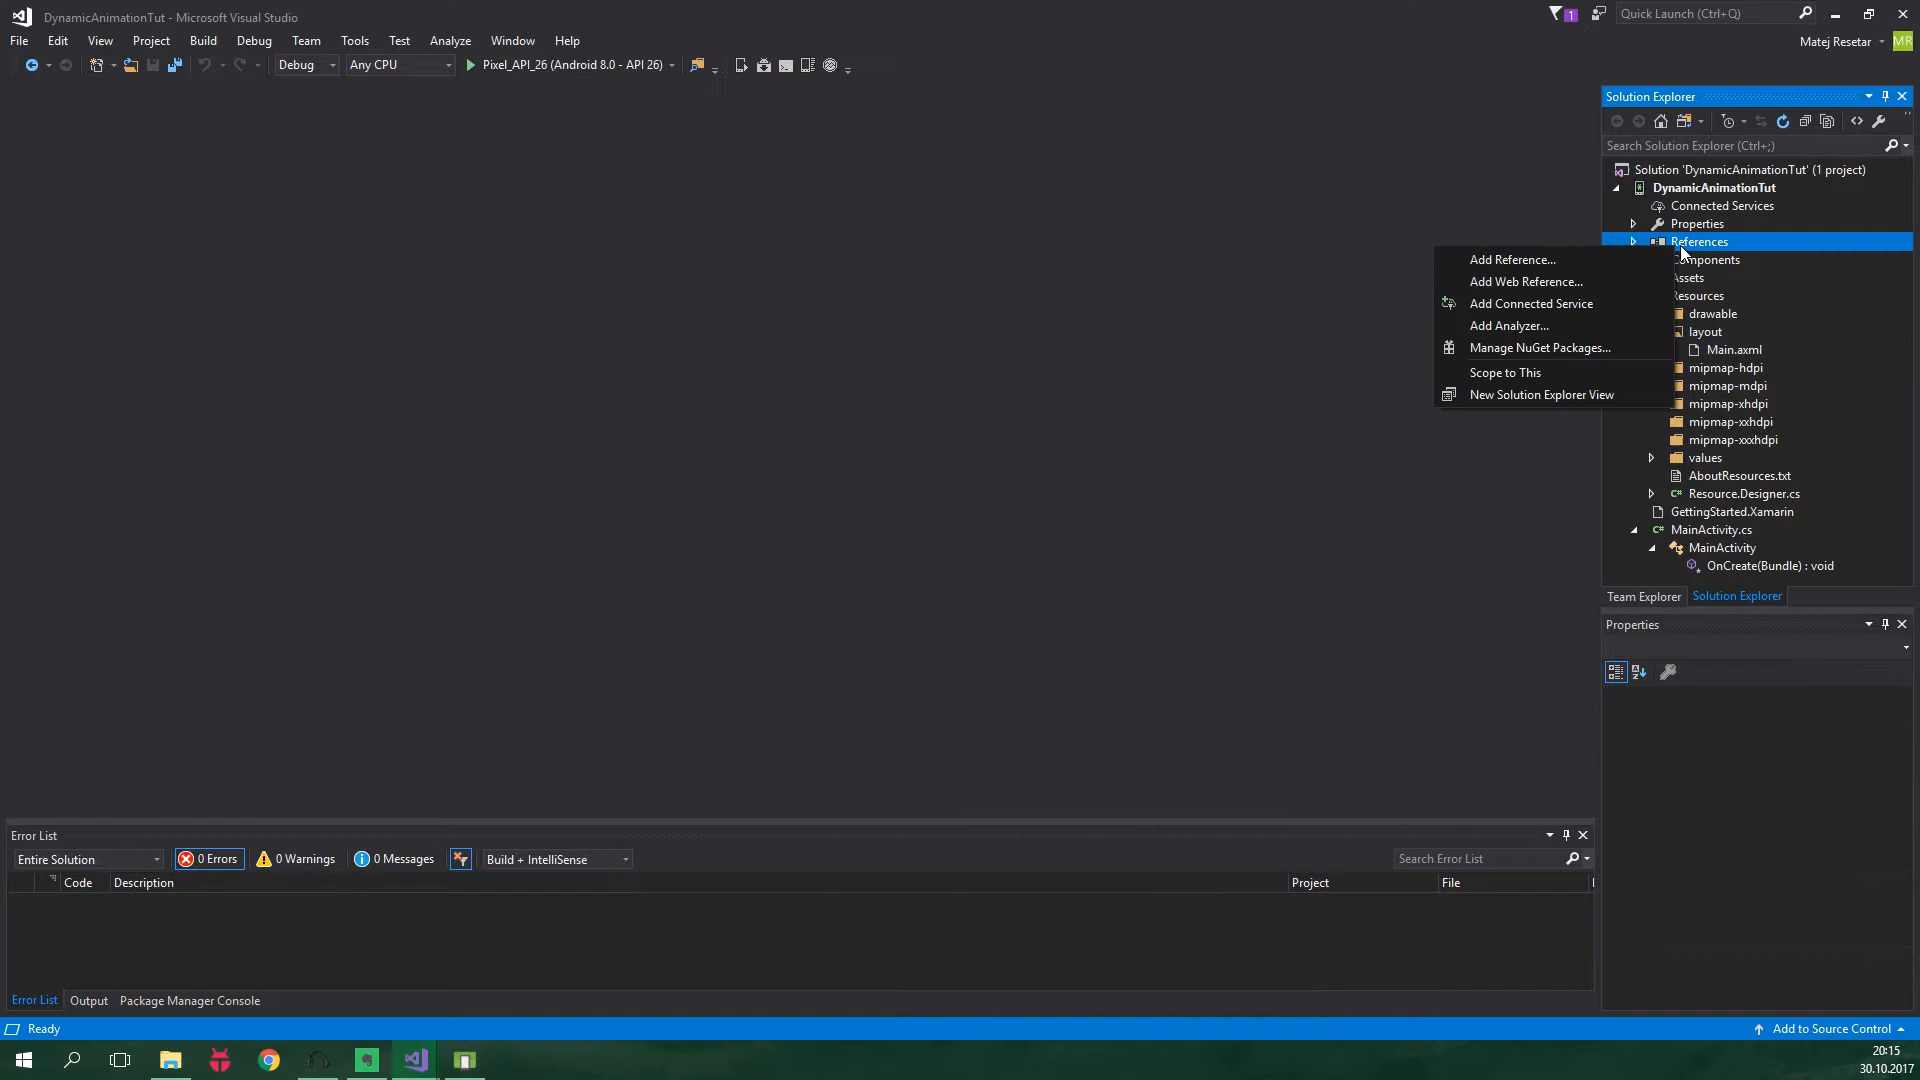 DynamicAnimationTut - Microsoft Visual Studio
1
Quick Launch (Ctrl+Q)
File Edit View Project Build Debug Team Tools Test Analyze Window Help
Matej Resetar MR
Debug Any CPU Pixel_API_26 (Android 8.0 - API 26)
Solution Explorer
Search Solution Explorer (Ctrl+;)
Solution 'DynamicAnimationTut' (1 project)
DynamicAnimationTut
Connected Services
Properties
References
Components
Assets
Resources
drawable
layout
Main.axml
mipmap-hdpi
mipmap-mdpi
mipmap-xhdpi
mipmap-xxhdpi
mipmap-xxxhdpi
values
AboutResources.txt
C# Resource.Designer.cs
GettingStarted.Xamarin
C# MainActivity.cs
MainActivity
OnCreate(Bundle) : void
Add Reference...
Add Web Reference...
Add Connected Service
Add Analyzer...
Manage NuGet Packages...
Scope to This
New Solution Explorer View
Team Explorer Solution Explorer
Properties
Error List
Entire Solution 0 Errors 0 Warnings 0 Messages Build + IntelliSense Search Error List
Code Description Project File
Error List Output Package Manager Console
Ready Add to Source Control
20:15
30.10.2017